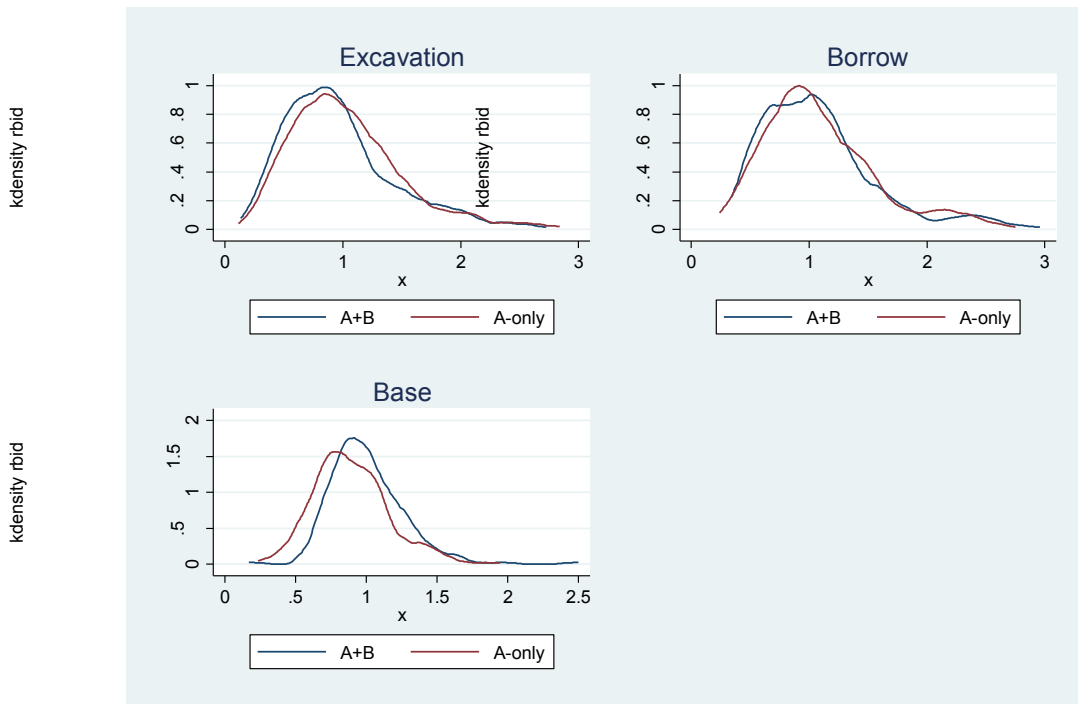 Excavation
kdensity rbid
0 .2 .4 .6 .8 1
0 1 2 3
x
A+B A-only
Borrow
kdensity rbid
0 .2 .4 .6 .8 1
0 1 2 3
x
A+B A-only
Base
kdensity rbid
0 .5 1 1.5 2
0 .5 1 1.5 2 2.5
x
A+B A-only